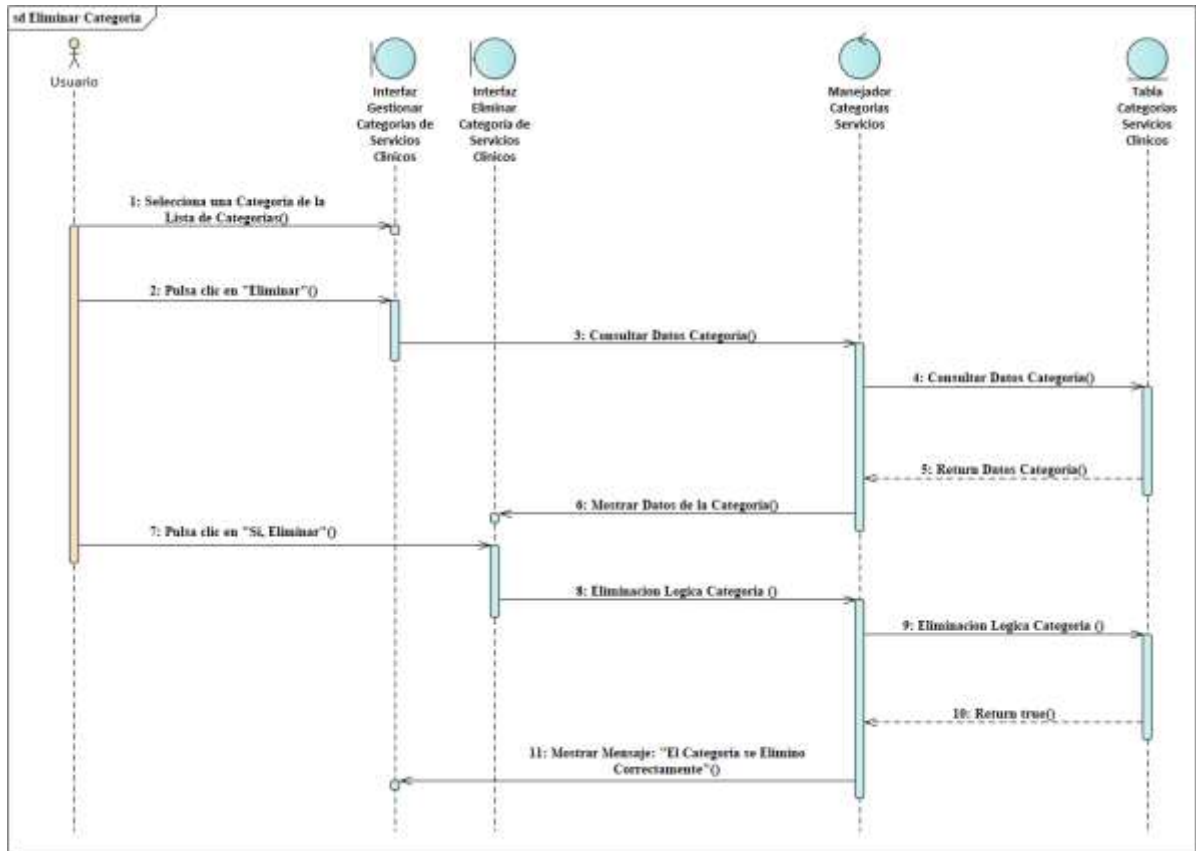 sd Eliminar Categoria
Usuario
Interfaz
Gestionar
Categorias de
Servicios
Clinicos
Interfaz
Eliminar
Categoria de
Servicios
Clinicos
Manejador
Categorias
Servicios
Tabla
Categorias
Servicios
Clinicos
1: Selecciona una Categoria de la
Lista de Categorias()
2: Pulsa clic en "Eliminar"()
3: Consultar Datos Categoria()
4: Consultar Datos Categoria()
5: Return Datos Categoria()
6: Mostrar Datos de la Categoria()
7: Pulsa clic en "Si, Eliminar"()
8: Eliminacion Logica Categoria ()
9: Eliminacion Logica Categoria ()
10: Return true()
11: Mostrar Mensaje: "El Categoria se Elimino
Correctamente"()